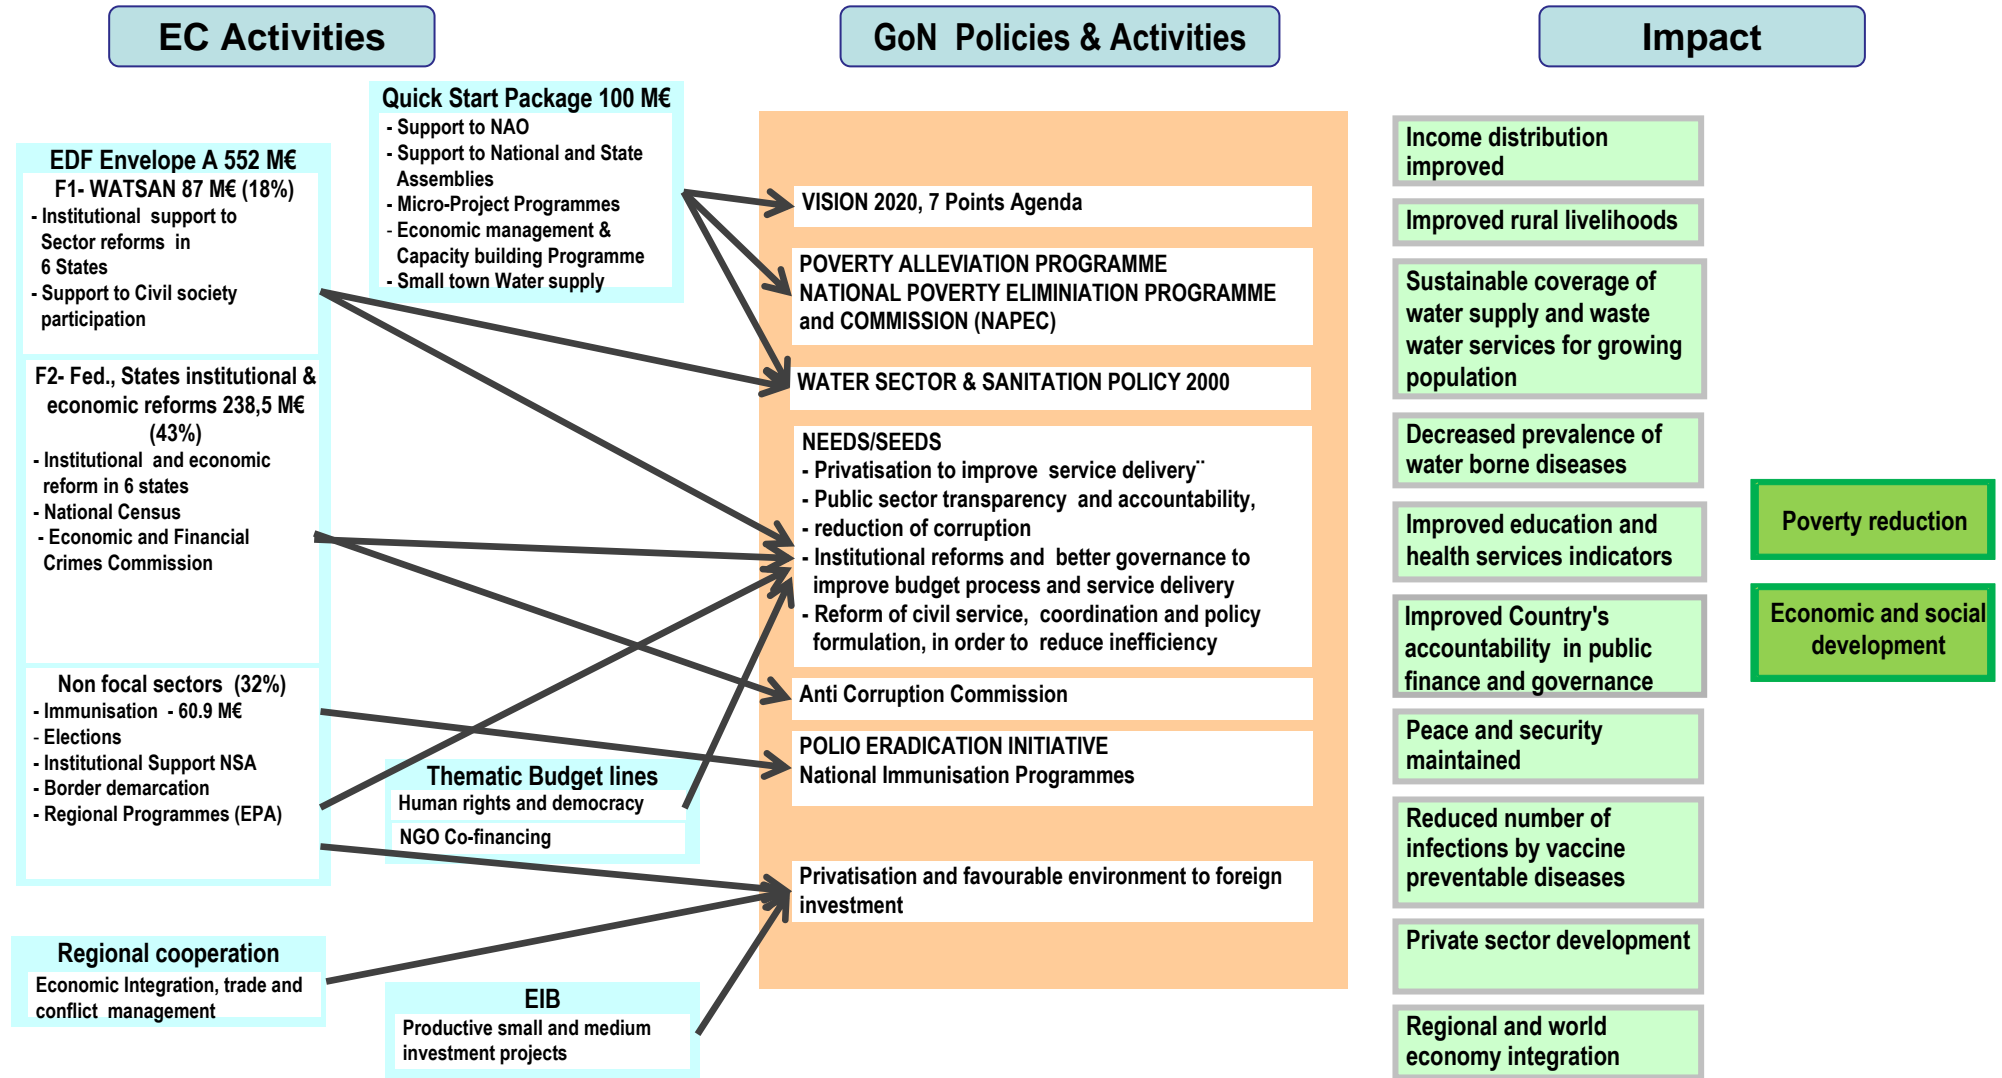 EC Activities
GoN Policies & Activities
Impact
Quick Start Package 100 M€
- Support to NAO
- Support to National and State
Assemblies
- Micro-Project Programmes
- Economic management &
Capacity building Programme
- Small town Water supply
EDF Envelope A 552 M€
F1- WATSAN 87 M€ (18%)
- Institutional support to
Sector reforms in
6 States
- Support to Civil society
participation
F2- Fed., States institutional &
economic reforms 238,5 M€
(43%)
- Institutional and economic
reform in 6 states
- National Census
- Economic and Financial
Crimes Commission
Non focal sectors (32%)
- Immunisation - 60.9 M€
- Elections
- Institutional Support NSA
- Border demarcation
- Regional Programmes (EPA)
Thematic Budget lines
Human rights and democracy
NGO Co-financing
Regional cooperation
Economic Integration, trade and
conflict management
EIB
Productive small and medium
investment projects
VISION 2020, 7 Points Agenda
POVERTY ALLEVIATION PROGRAMME
NATIONAL POVERTY ELIMINIATION PROGRAMME
and COMMISSION (NAPEC)
WATER SECTOR & SANITATION POLICY 2000
NEEDS/SEEDS
- Privatisation to improve service delivery¨
- Public sector transparency and accountability,
- reduction of corruption
- Institutional reforms and better governance to
improve budget process and service delivery
- Reform of civil service, coordination and policy
formulation, in order to reduce inefficiency
Anti Corruption Commission
POLIO ERADICATION INITIATIVE
National Immunisation Programmes
Privatisation and favourable environment to foreign
investment
Income distribution
improved
Improved rural livelihoods
Sustainable coverage of
water supply and waste
water services for growing
population
Decreased prevalence of
water borne diseases
Improved education and
health services indicators
Improved Country's
accountability in public
finance and governance
Peace and security
maintained
Reduced number of
infections by vaccine
preventable diseases
Private sector development
Regional and world
economy integration
Poverty reduction
Economic and social
development